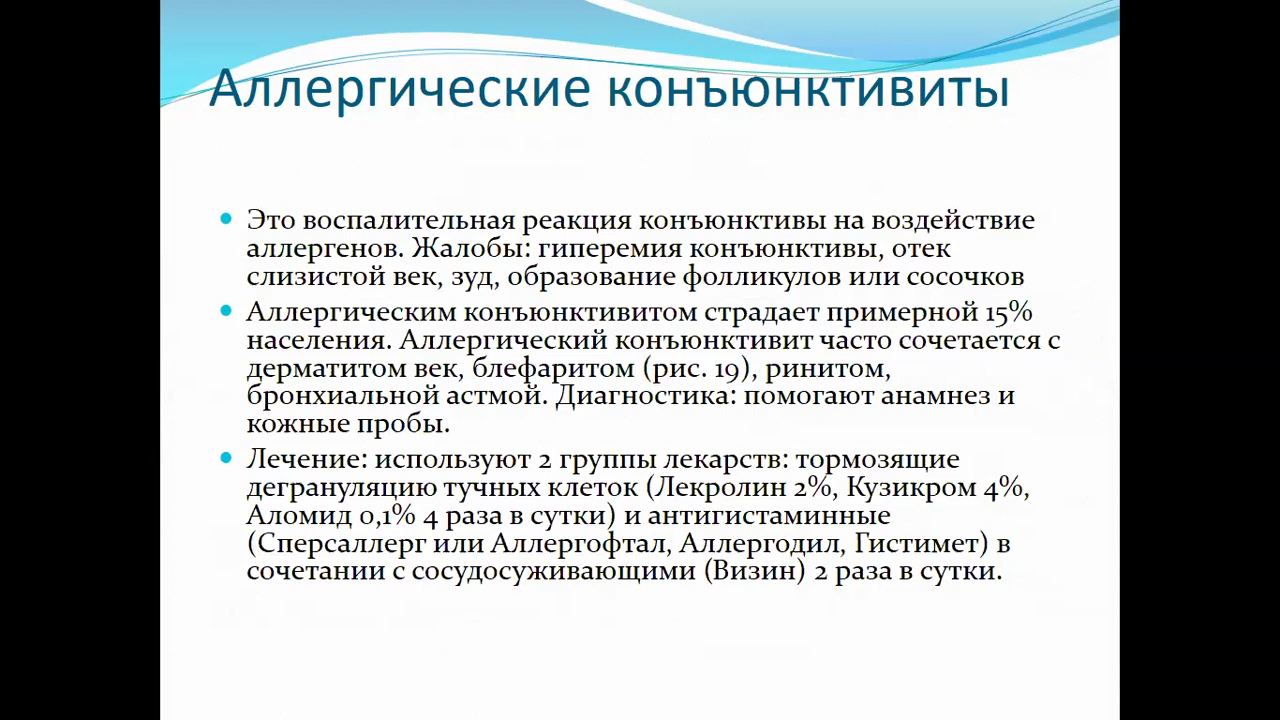 Аллергические конъюнктивиты
Это воспалительная реакция конъюнктивы на воздействие
аллергенов. Жалобы: гиперемия конъюнктивы, отек
слизистой век, зуд, образование фолликулов или сосочков
Аллергическим конъюнктивитом страдает примерной 15%
населения. Аллергический конъюнктивит часто сочетается с
дерматитом век, блефаритом (рис. 19), ринитом,
бронхиальной астмой. Диагностика: помогают анамнез и
кожные пробы.
Лечение: используют 2 группы лекарств: тормозящие
дегрануляцию тучных клеток (Лекролин 2%, Кузикром 4%,
Аломид 0,1% 4 раза в сутки) и антигистаминные
(Сперсаллерг или Аллергофтал, Аллергодил, Гистимет) в
сочетании с сосудосуживающими (Визин) 2 раза в сутки.